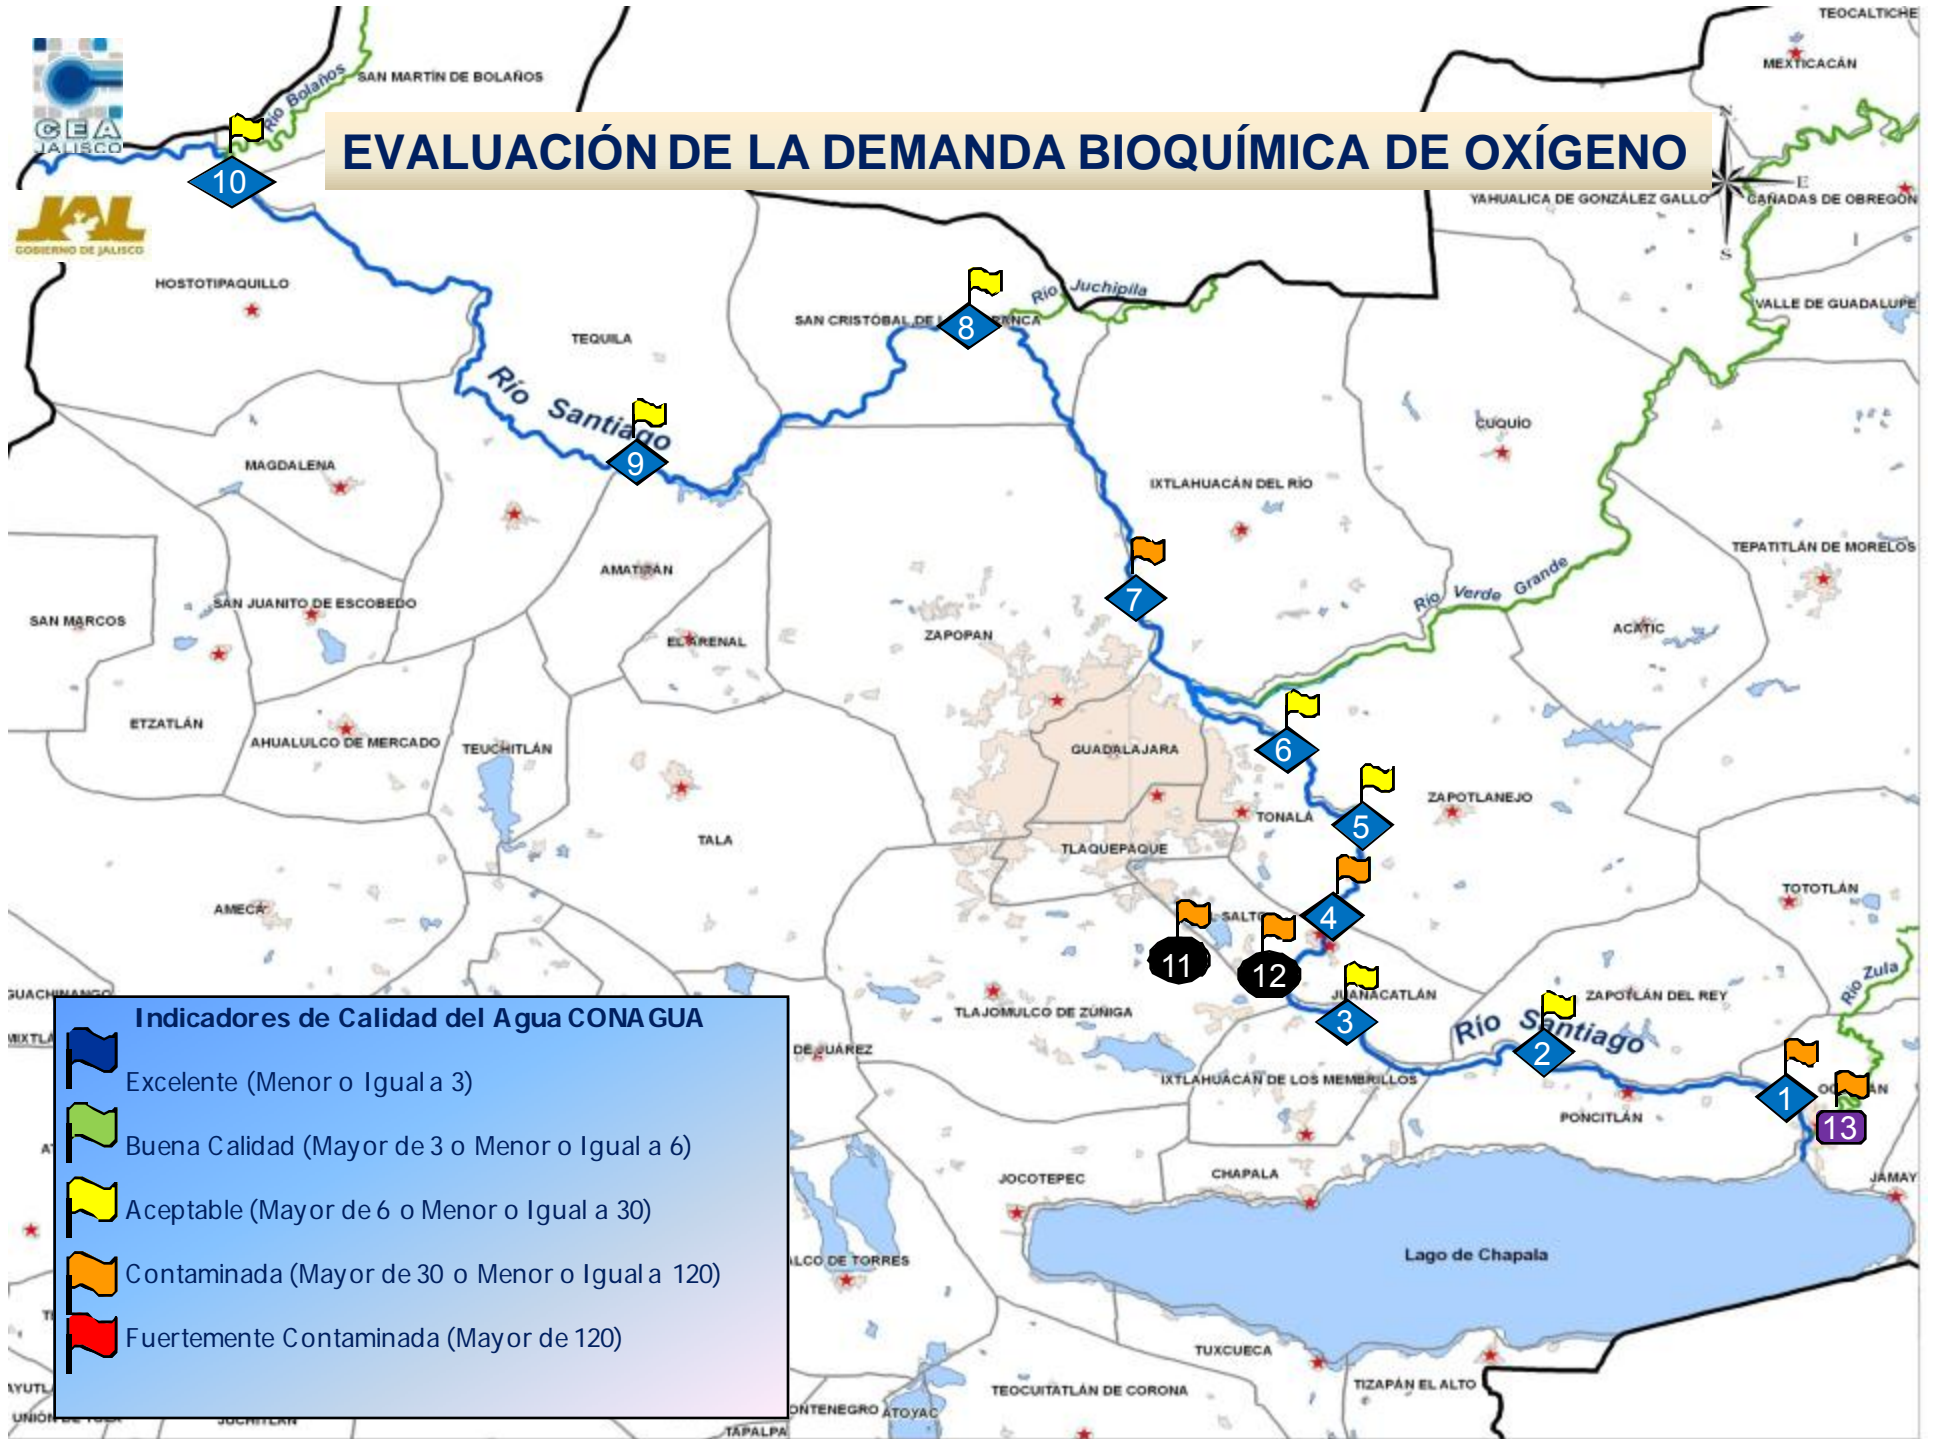 TEOCALTICHE
MEXTICACÁN
SAN MARTÍN DE BOLAÑOS
Río Bolaños
CEA
JALISCO
EVALUACIÓN DE LA DEMANDA BIOQUÍMICA DE OXÍGENO
N
E
S
10
JAL
GOBIERNO DE JALISCO
YAHUALICA DE GONZÁLEZ GALLO
CAÑADAS DE OBREGÓN
HOSTOTIPAQUILLO
Río Juchipila
VALLE DE GUADALUPE
SAN CRISTÓBAL DE
8
TEQUILA
Río Santiago
CUQUÍO
9
MAGDALENA
IXTLAHUACÁN DEL RÍO
TEPATITLÁN DE MORELOS
AMATITÁN
7
Río Verde Grande
SAN JUANITO DE ESCOBEDO
SAN MARCOS
ACATIC
ZAPOPAN
EL ARENAL
ETZATLÁN
AHUALULCO DE MERCADO
TEUCHITLÁN
GUADALAJARA
6
ZAPOTLANEJO
TONALÁ
5
TALA
TLAQUEPAQUE
TOTOTLÁN
AMECA
SALTO
4
11
12
Río Zula
GUACHINANGO
JUANACATLÁN
ZAPOTLÁN DEL REY
TLAJOMULCO DE ZÚÑIGA
3
Río Santiago
2
DE JUÁREZ
IXTLAHUACÁN DE LOS MEMBRILLOS
1
13
PONCITLÁN
JOCOTEPEC
CHAPALA
JAMAY
Lago de Chapala
DE TORRES
TUXCUECA
TIZAPÁN EL ALTO
TEOCUITATLÁN DE CORONA
ATOYAC
TAPALPA
Indicadores de Calidad del Agua CONAGUA
Excelente (Menor o Igual a 3)
Buena Calidad (Mayor de 3 o Menor o Igual a 6)
Aceptable (Mayor de 6 o Menor o Igual a 30)
Contaminada (Mayor de 30 o Menor o Igual a 120)
Fuertemente Contaminada (Mayor de 120)